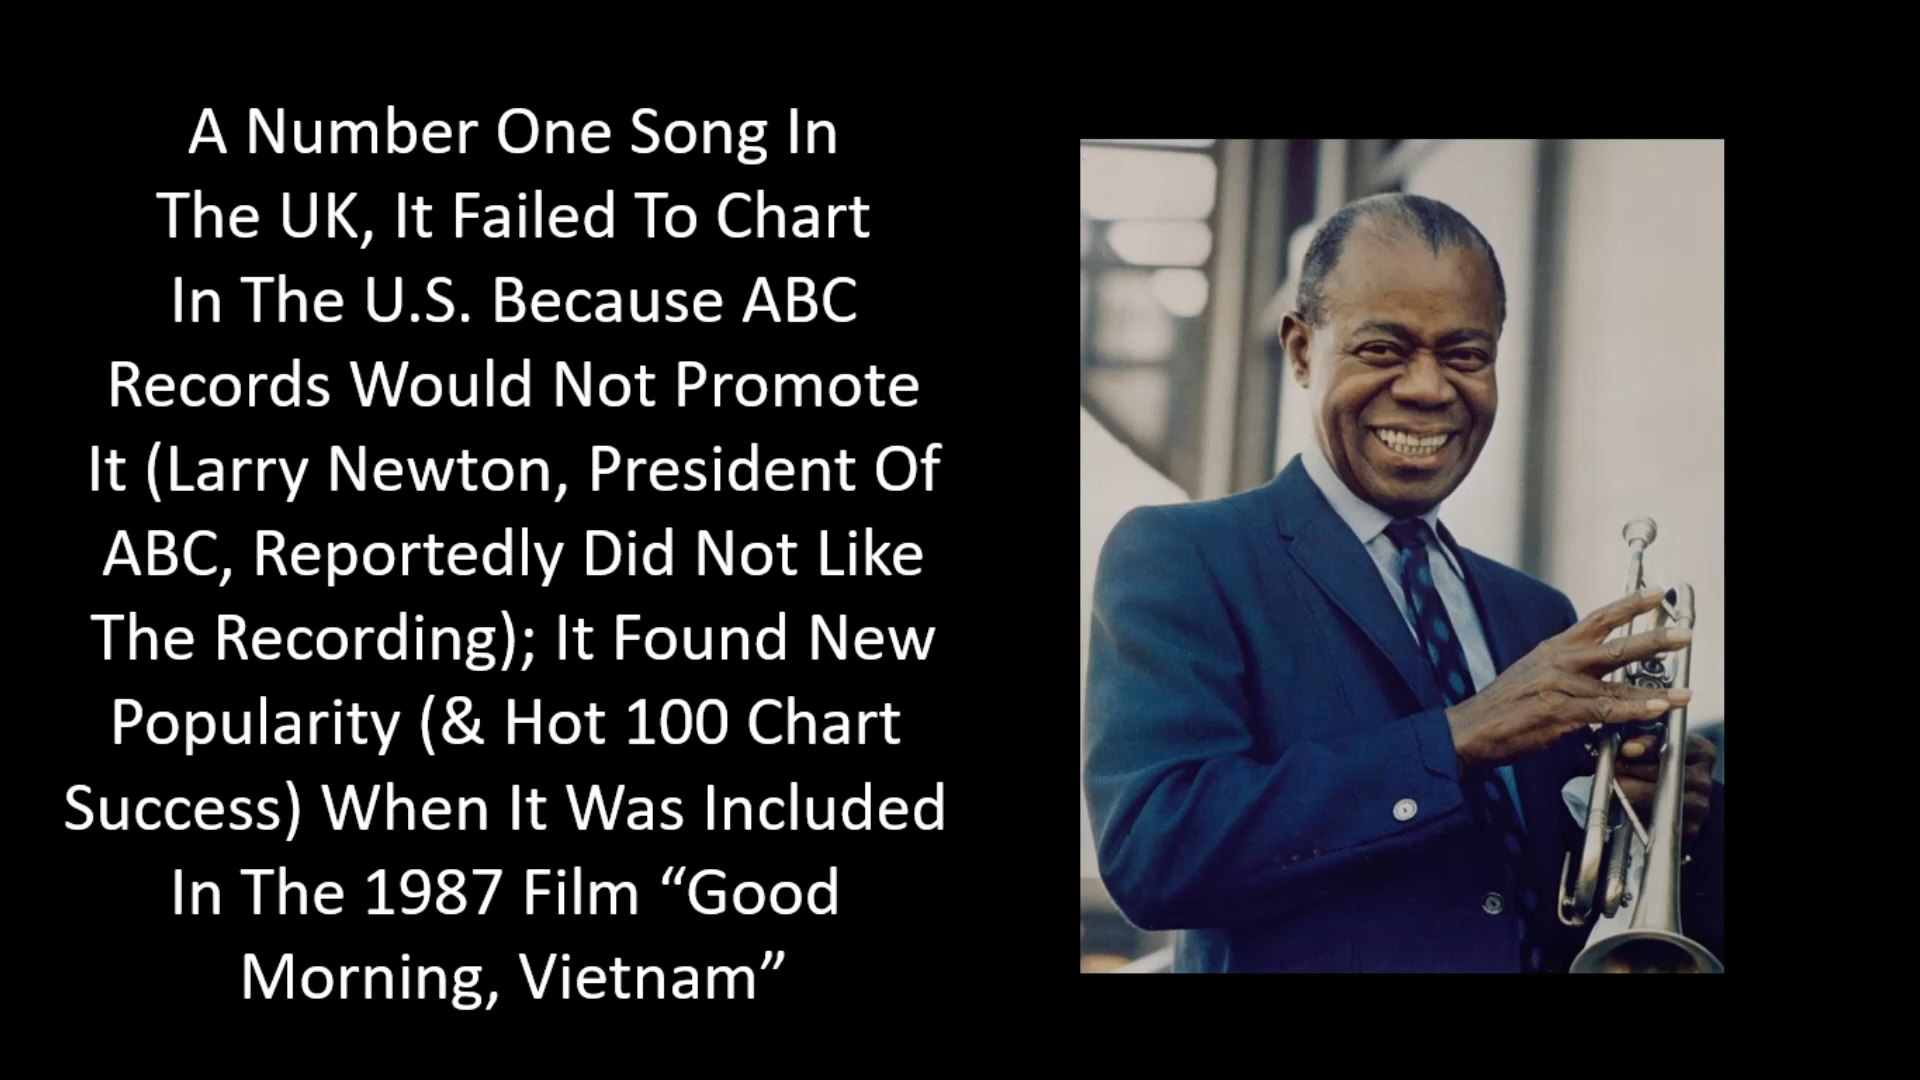 A Number One Song In
The UK, It Failed To Chart
In The U.S. Because ABC
Records Would Not Promote
It (Larry Newton, President Of
ABC, Reportedly Did Not Like
The Recording); It Found New
Popularity (& Hot 100 Chart
Success) When It Was Included
In The 1987 Film “Good
Morning, Vietnam”